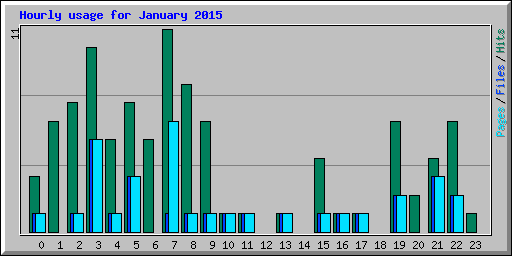 Hourly usage for January 2015
11
Pages / Files / Hits
0 1 2 3 4 5 6 7 8 9 10 11 12 13 14 15 16 17 18 19 20 21 22 23